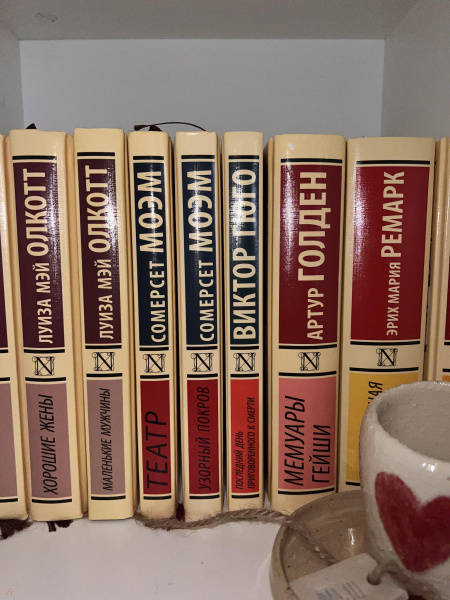 ЛУИЗА МЭЙ ОЛКОТТ
ХОРОШИЕ ЖЕНЫ
ЛУИЗА МЭЙ ОЛКОТТ
МАЛЕНЬКИЕ МУЖЧИНЫ
СОМЕРСЕТ МОЭМ
ТЕАТР
СОМЕРСЕТ МОЭМ
УЗОРНЫЙ ПОКРОВ
ВИКТОР ГЮГО
ПОСЛЕДНИЙ ДЕНЬ
ПРИГОВОРЕННОГО К СМЕРТИ
АРТУР ГОЛДЕН
МЕМУАРЫ
ГЕЙШИ
ЭРИХ МАРИЯ РЕМАРК